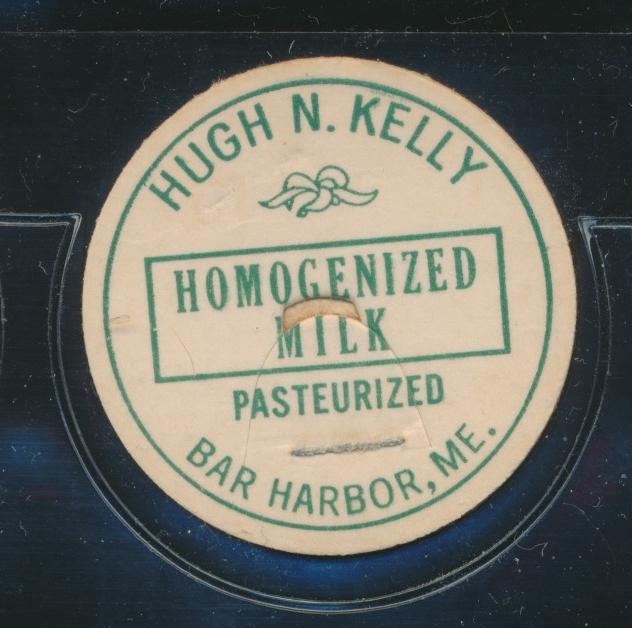 HUGH N. KELLY
HOMOGENIZED
MILK
PASTEURIZED
BAR HARBOR, ME.